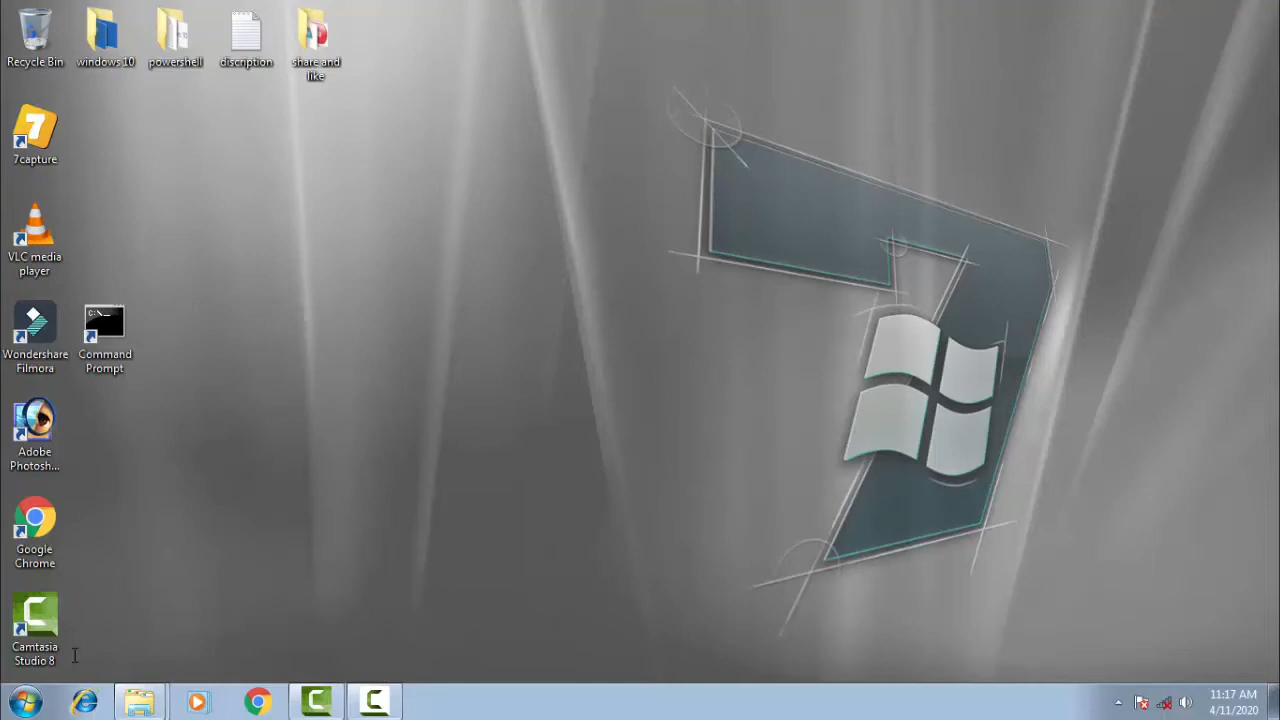 Recycle Bin
windows 10
powershell
discription
share and
like
7
7capture
VLC media
player
Wondershare
Filmora
C:\_
Command
Prompt
Adobe
Photosh...
Google
Chrome
Camtasia
Studio 8
11:17 AM
4/11/2020